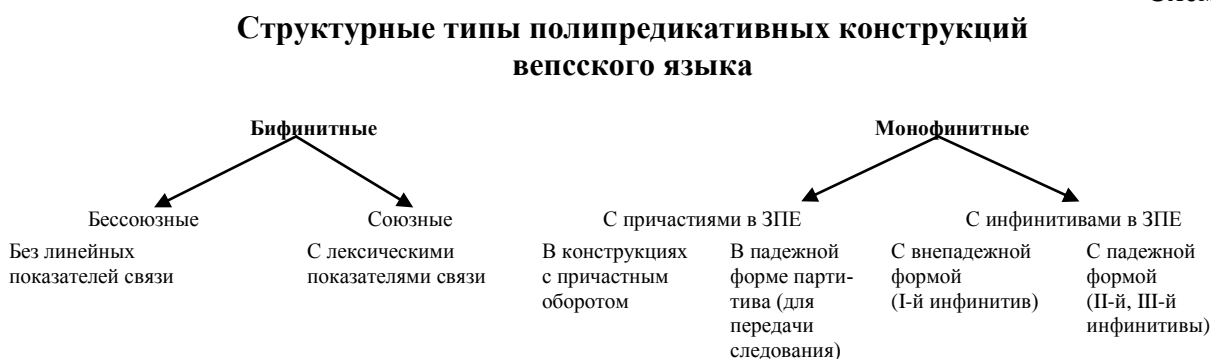 Структурные типы полипредикативных конструкций
вепсского языка
Бифинитные
Монофинитные
Бессоюзные
Союзные
С причастиями в ЗПЕ
С инфинитивами в ЗПЕ
Без линейных
показателей связи
С лексическими
показателями связи
В конструкциях
с причастным
оборотом
В падежной
форме парти-
тива (для
передачи
следования)
С внепадежной
формой
(I-й инфинитив)
С падежной
формой
(II-й, III-й
инфинитивы)